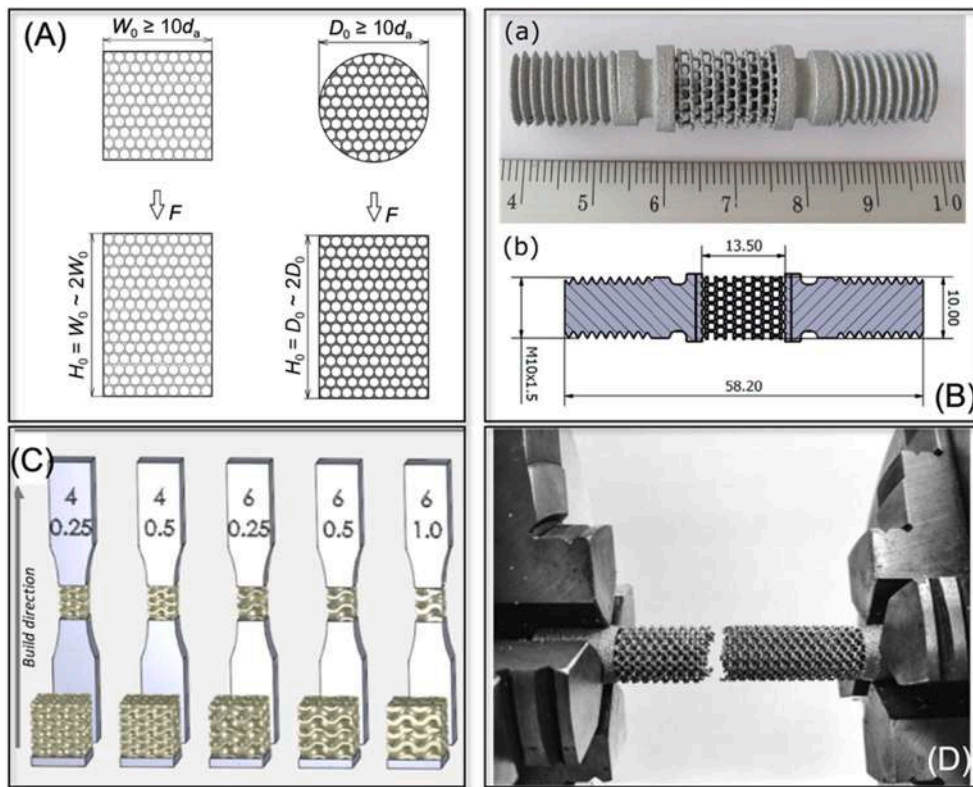 (A)
W₀ ≥ 10dₐ
D₀ ≥ 10dₐ
F
F
H₀ = W₀ ~ 2W₀
H₀ = D₀ ~ 2D₀
(a)
4 5 6 7 8 9 1 0
(b)
13.50
10.00
M10x1.5
58.20
(B)
(C)
4
0.25
4
0.5
6
0.25
6
0.5
6
1.0
Build direction
(D)